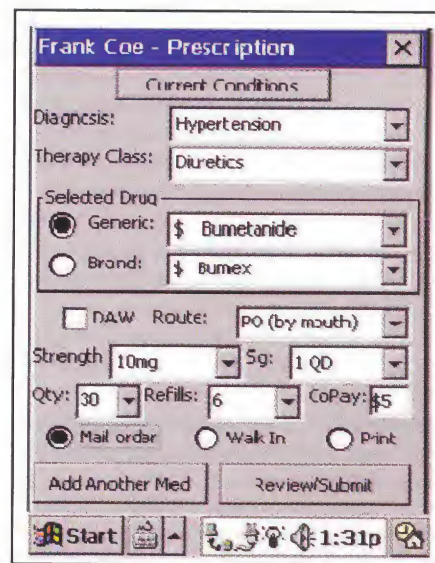 Frank Coe - Prescription
Current Conditions
Diagnosis: Hypertension
Therapy Class: Diuretics
Selected Drug
Generic: $ Bumetanide
Brand: $ Bumex
DAW Route: PO (by mouth)
Strength 10mg Sg: 1 QD
Qty: 30 Refills: 6 CoPay: $5
Mail order Walk In Print
Add Another Med Review/Submit
Start 1:31p